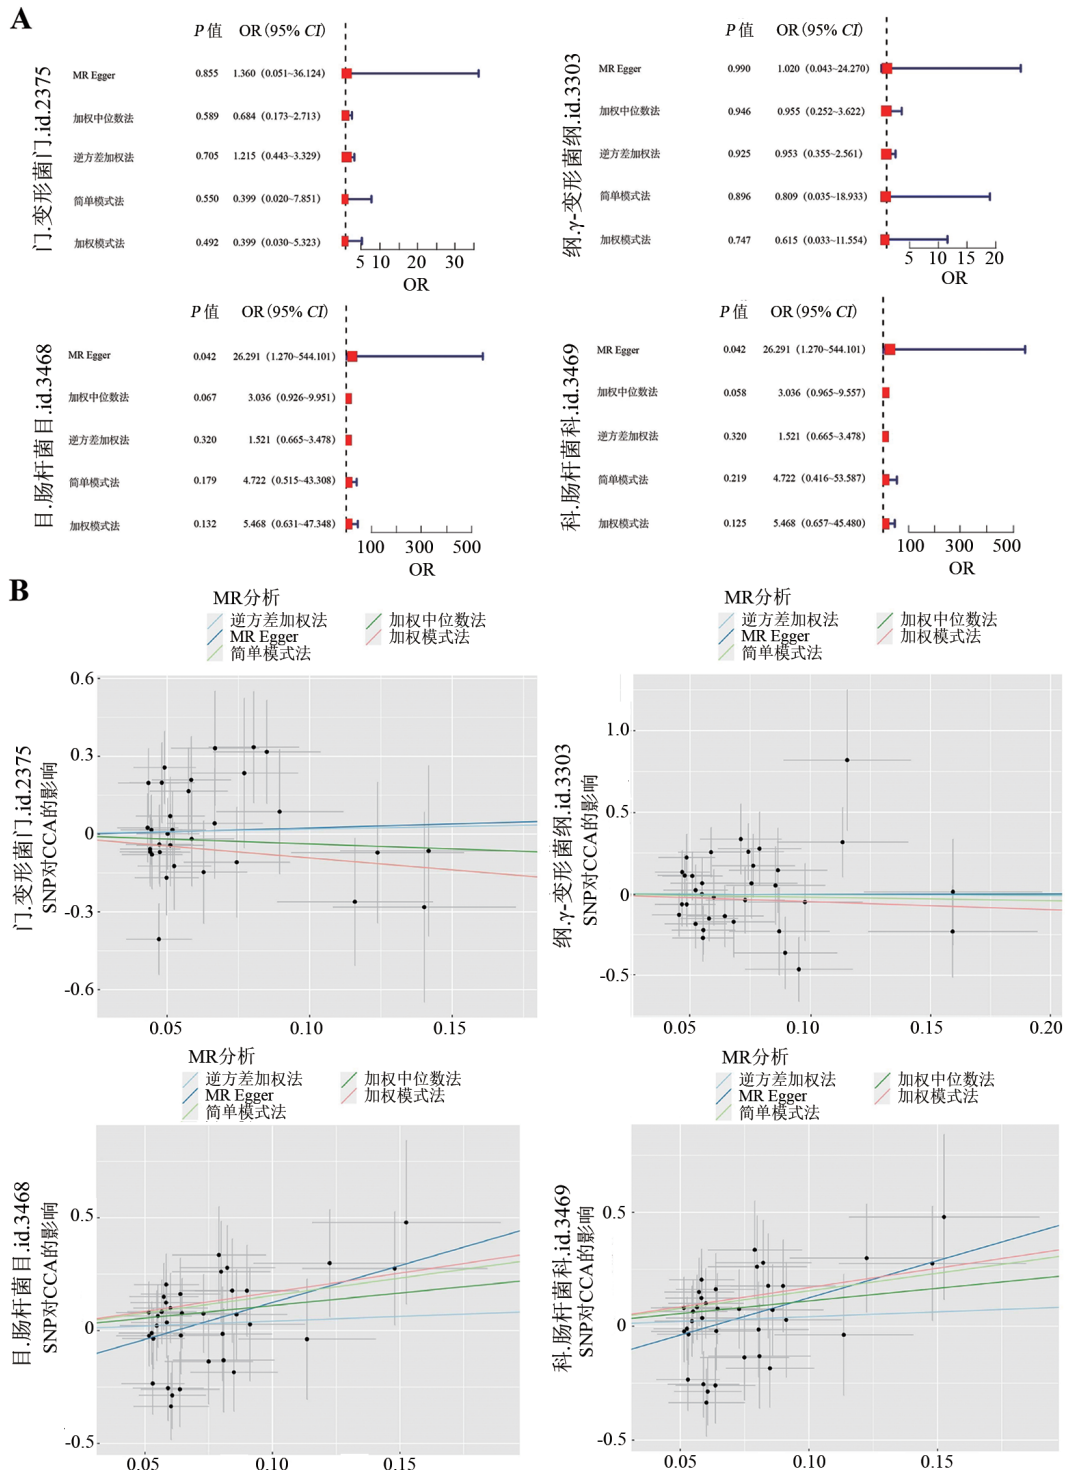 A
P 值 OR (95% CI)
门.变形菌门.id.2375
MR Egger 0.855 1.360 (0.051~36.124)
加权中位数法 0.589 0.684 (0.173~2.713)
逆方差加权法 0.705 1.215 (0.443~3.329)
简单模式法 0.550 0.399 (0.020~7.851)
加权模式法 0.492 0.399 (0.030~5.323)
5 10 20 30
OR
P 值 OR (95% CI)
纲.γ-变形菌纲.id.3303
MR Egger 0.990 1.020 (0.043~24.270)
加权中位数法 0.946 0.955 (0.252~3.622)
逆方差加权法 0.925 0.953 (0.355~2.561)
简单模式法 0.896 0.809 (0.035~18.933)
加权模式法 0.747 0.615 (0.033~11.554)
5 10 15 20
OR
P 值 OR (95% CI)
目.肠杆菌目.id.3468
MR Egger 0.042 26.291 (1.270~544.101)
加权中位数法 0.067 3.036 (0.926~9.951)
逆方差加权法 0.320 1.521 (0.665~3.478)
简单模式法 0.179 4.722 (0.515~43.308)
加权模式法 0.132 5.468 (0.631~47.348)
100 300 500
OR
P 值 OR (95% CI)
科.肠杆菌科.id.3469
MR Egger 0.042 26.291 (1.270~544.101)
加权中位数法 0.058 3.036 (0.965~9.557)
逆方差加权法 0.320 1.521 (0.665~3.478)
简单模式法 0.219 4.722 (0.416~53.587)
加权模式法 0.125 5.468 (0.657~45.480)
100 300 500
OR
B
MR分析
逆方差加权法 加权中位数法
MR Egger 加权模式法
简单模式法
门.变形菌门.id.2375
SNP对CCA的影响
0.6
0.3
0
-0.3
-0.6
0.05 0.10 0.15
MR分析
逆方差加权法 加权中位数法
MR Egger 加权模式法
简单模式法
纲.γ-变形菌纲.id.3303
SNP对CCA的影响
1.0
0.5
0
-0.5
0.05 0.10 0.15 0.20
MR分析
逆方差加权法 加权中位数法
MR Egger 加权模式法
简单模式法
目.肠杆菌目.id.3468
SNP对CCA的影响
0.5
0
-0.5
0.05 0.10 0.15
MR分析
逆方差加权法 加权中位数法
MR Egger 加权模式法
简单模式法
科.肠杆菌科.id.3469
SNP对CCA的影响
0.5
0
-0.5
0.05 0.10 0.15